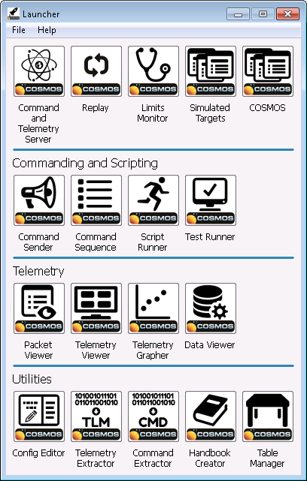 Launcher
File Help
COSMOS COSMOS COSMOS COSMOS COSMOS
Command and Telemetry Server
Replay
Limits Monitor
Simulated Targets
COSMOS
Commanding and Scripting
COSMOS COSMOS COSMOS COSMOS
Command Sender
Command Sequence
Script Runner
Test Runner
Telemetry
COSMOS COSMOS COSMOS COSMOS
Packet Viewer
Telemetry Viewer
Telemetry Grapher
Data Viewer
Utilities
101001011101
010110010110
TLM
101001011101
010110010110
CMD
COSMOS COSMOS COSMOS COSMOS COSMOS
Config Editor
Telemetry Extractor
Command Extractor
Handbook Creator
Table Manager